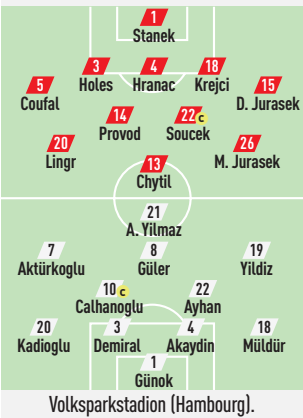 1
Stanek
3
Holes
4
Hranac
18
Krejci
5
Coufal
15
D. Jurasek
14
Provod
22 c
Soucek
20
Lingr
26
M. Jurasek
13
Chytil
21
A. Yilmaz
7
Aktürkoglu
8
Güler
19
Yildiz
10 c
Calhanoglu
22
Ayhan
20
Kadioglu
3
Demiral
4
Akaydin
18
Müldür
1
Günok
Volksparkstadion (Hambourg).